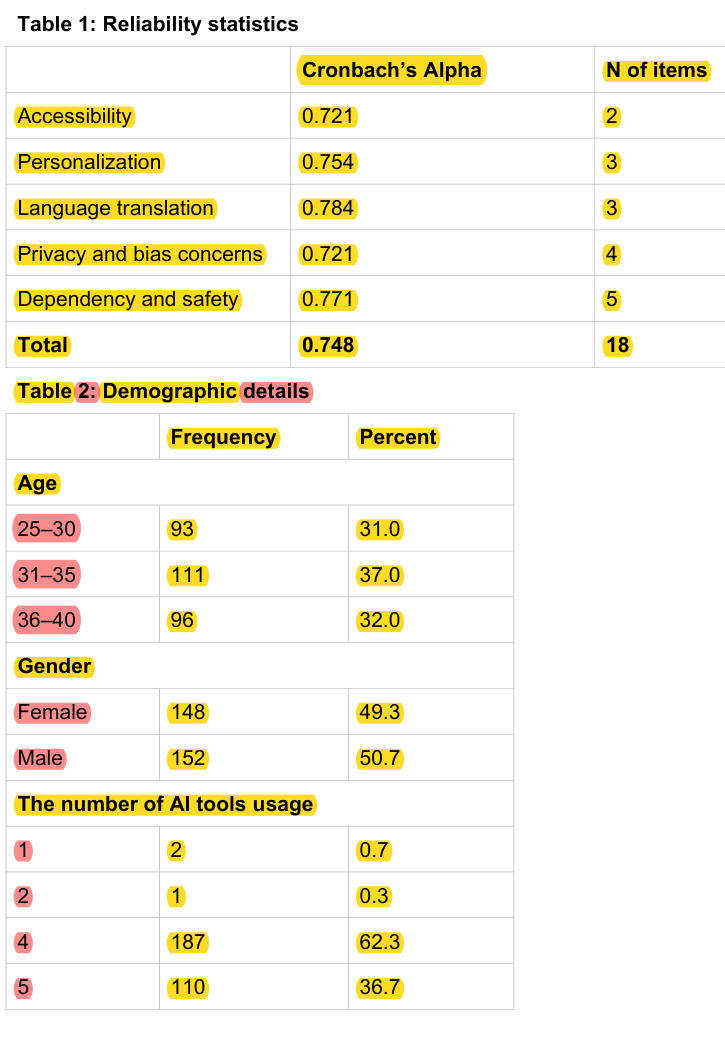 Table 1: Reliability statistics
Cronbach’s Alpha N of items
Accessibility 0.721 2
Personalization 0.754 3
Language translation 0.784 3
Privacy and bias concerns 0.721 4
Dependency and safety 0.771 5
Total 0.748 18
Table 2: Demographic details
Frequency Percent
Age
25–30 93 31.0
31–35 111 37.0
36–40 96 32.0
Gender
Female 148 49.3
Male 152 50.7
The number of AI tools usage
1 2 0.7
2 1 0.3
4 187 62.3
5 110 36.7